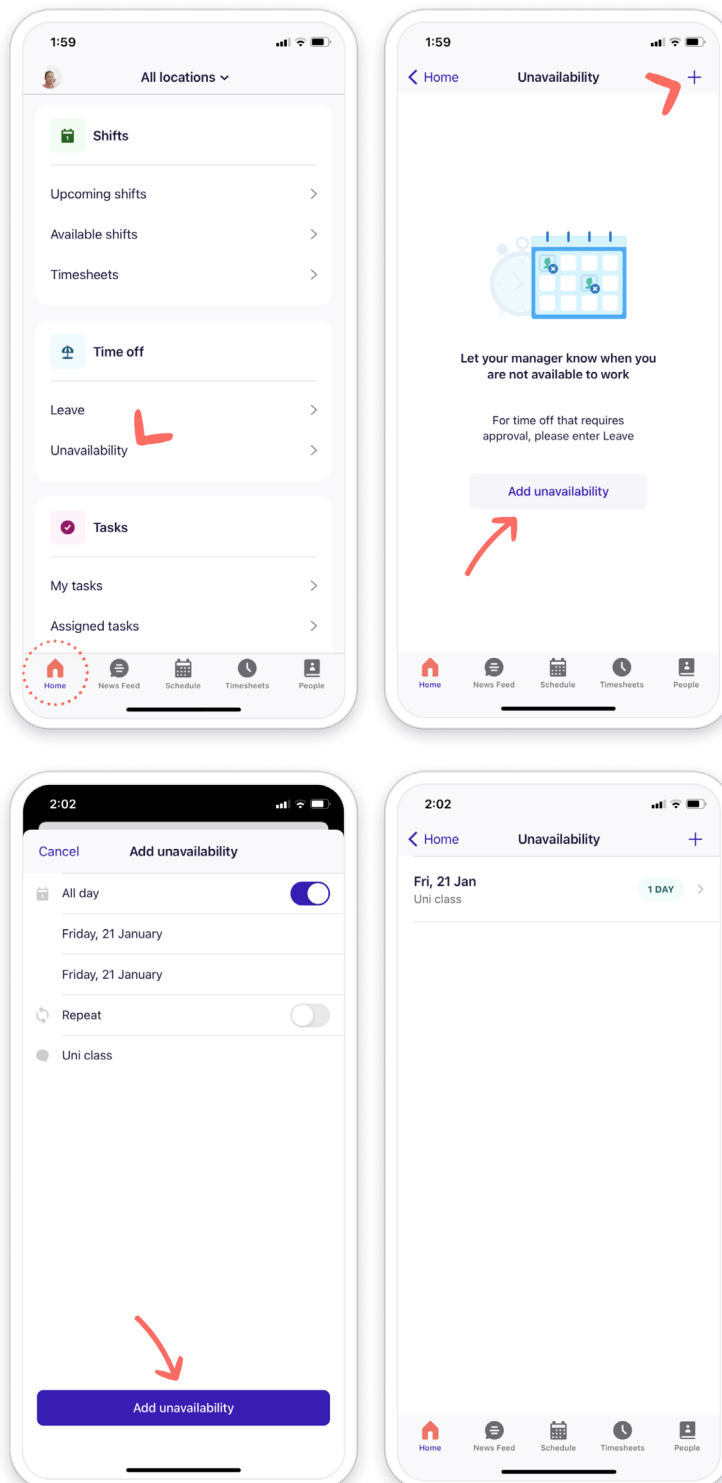 1:59
All locations
Shifts
Upcoming shifts
Available shifts
Timesheets
Time off
Leave
Unavailability
Tasks
My tasks
Assigned tasks
Home News Feed Schedule Timesheets People
1:59
Home Unavailability +
Let your manager know when you
are not available to work
For time off that requires
approval, please enter Leave
Add unavailability
Home News Feed Schedule Timesheets People
2:02
Cancel Add unavailability
All day
Friday, 21 January
Friday, 21 January
Repeat
Uni class
Add unavailability
2:02
Home Unavailability +
Fri, 21 Jan
Uni class
1 DAY
Home News Feed Schedule Timesheets People